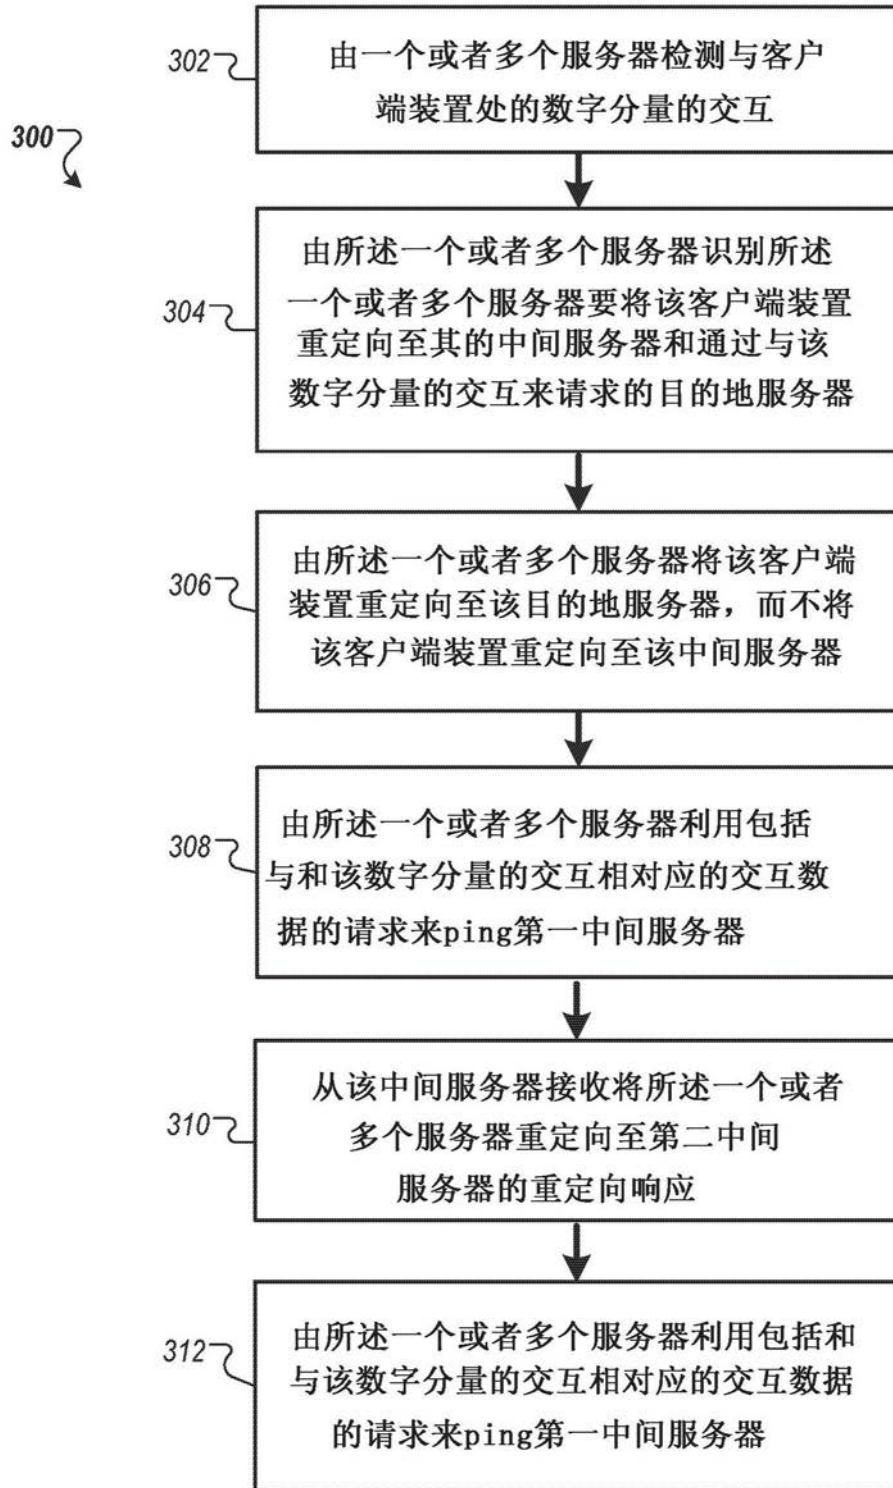 300
302
由一个或者多个服务器检测与客户
端装置处的数字分量的交互
304
由所述一个或者多个服务器识别所述
一个或者多个服务器要将该客户端装置
重定向至其的中间服务器和通过与该
数字分量的交互来请求的目的地服务器
306
由所述一个或者多个服务器将该客户端
装置重定向至该目的地服务器，而不将
该客户端装置重定向至该中间服务器
308
由所述一个或者多个服务器利用包括
与和该数字分量的交互相对应的交互数
据的请求来ping第一中间服务器
310
从该中间服务器接收将所述一个或者
多个服务器重定向至第二中间
服务器的重定向响应
312
由所述一个或者多个服务器利用包括和
与该数字分量的交互相对应的交互数据
的请求来ping第一中间服务器